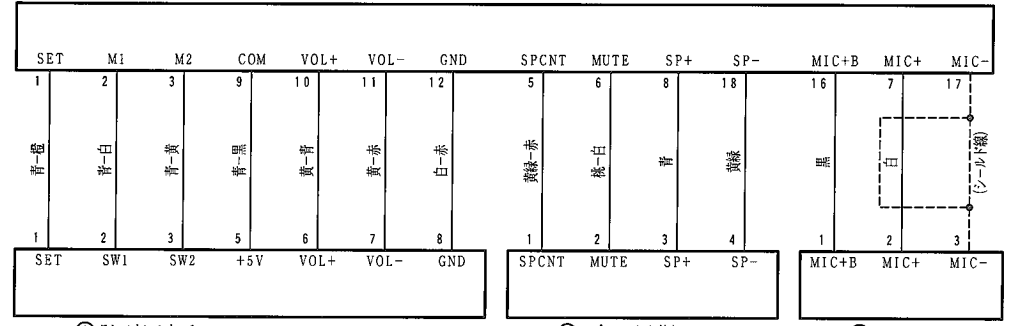 SET M1 M2 COM VOL+ VOL- GND SPCNT MUTE SP+ SP- MIC+B MIC+ MIC-
1 2 3 9 10 11 12 5 6 8 18 16 7 17
青-橙 青-白 青-黄 青-黒 黄-青 黄-赤 白-赤 黄緑-赤 桃-白 青 黄緑 黒 白 (シールド線)
1 2 3 5 6 7 8 1 2 3 4 1 2 3
SET SW1 SW2 +5V VOL+ VOL- GND SPCNT MUTE SP+ SP- MIC+B MIC+ MIC-